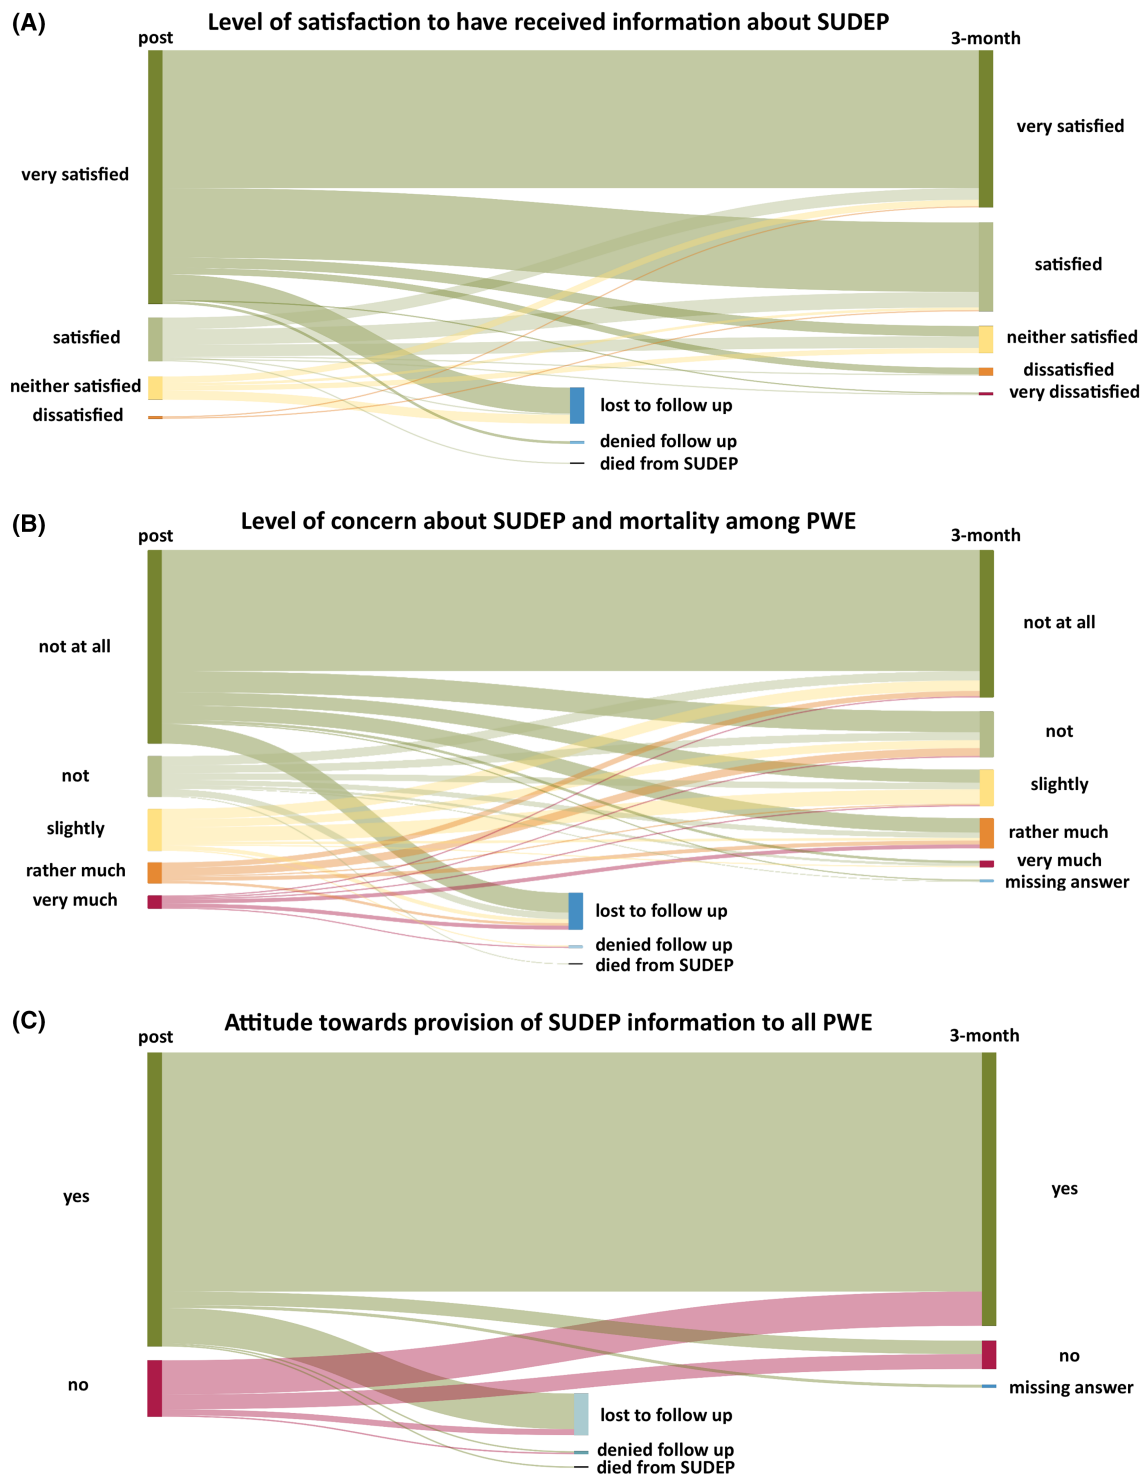 (A)
Level of satisfaction to have received information about SUDEP
post
3-month
very satisfied
very satisfied
satisfied
satisfied
neither satisfied
neither satisfied
dissatisfied
very dissatisfied
dissatisfied
lost to follow up
denied follow up
died from SUDEP
(B)
Level of concern about SUDEP and mortality among PWE
post
3-month
not at all
not at all
not
not
slightly
slightly
rather much
rather much
very much
very much
missing answer
lost to follow up
denied follow up
died from SUDEP
(C)
Attitude towards provision of SUDEP information to all PWE
post
3-month
yes
yes
no
no
missing answer
lost to follow up
denied follow up
died from SUDEP